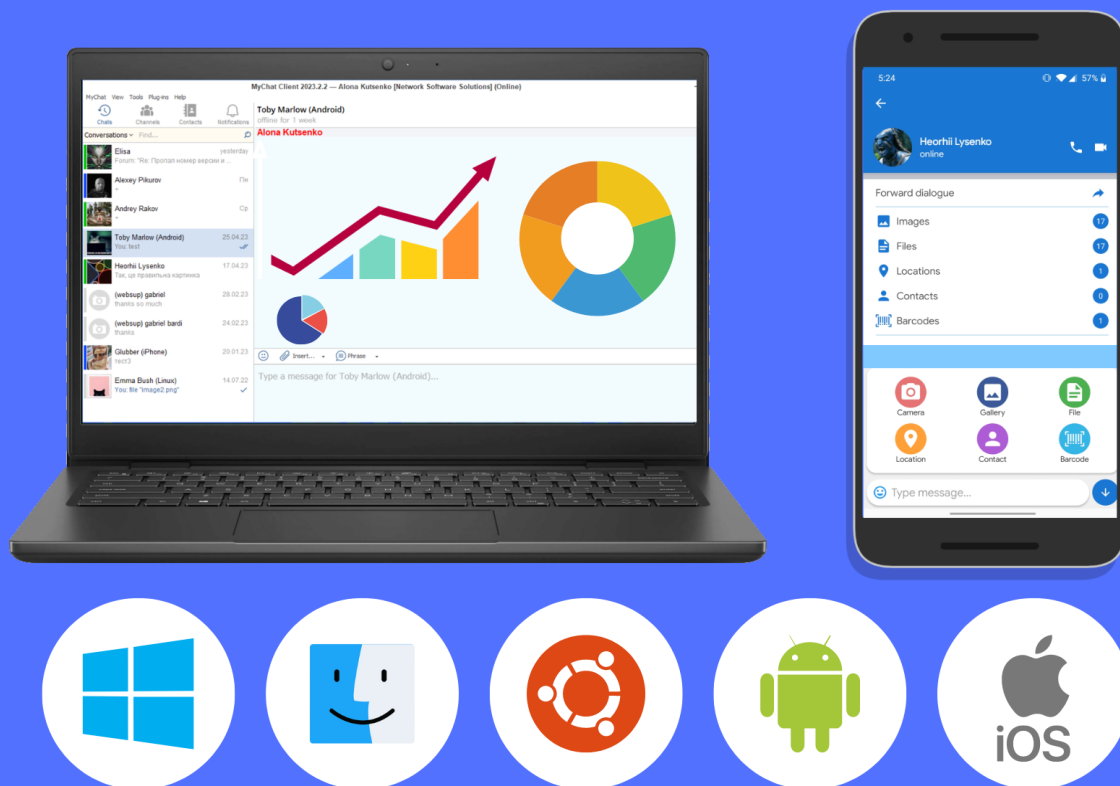 MyChat Client 2023.2.2 — Alona Kutsenko [Network Software Solutions] (Online)
MyChat View Tools Plug-ins Help
Chats Channels Contacts Notifications
Conversations Find...
Elisa yesterday
Forum: "Re: Пропал номер версии и ...
Alexey Pikurov Пн
Andrey Rakov Ср
Toby Marlow (Android) 25.04.23
You: test
Heorhii Lysenko 17.04.23
Так, це правильна картинка
(websup) gabriel 28.02.23
thanks so much
(websup) gabriel bardi 24.02.23
thanks
Glubber (iPhone) 20.01.23
тест3
Emma Bush (Linux) 14.07.22
You: file "image2.png"
Toby Marlow (Android)
offline for 1 week
Alona Kutsenko
Insert... Phrase
Type a message for Toby Marlow (Android)...
5:24 57%
Heorhii Lysenko
online
Forward dialogue
Images 17
Files 17
Locations 1
Contacts 0
Barcodes 1
Camera Gallery File
Location Contact Barcode
Type message...
iOS